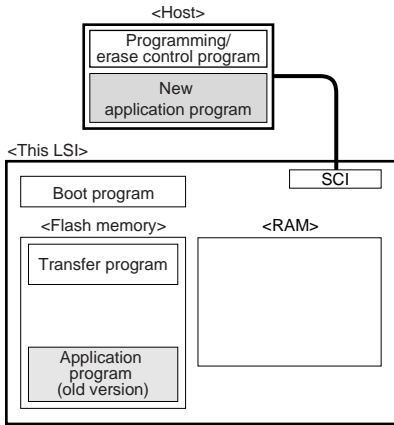 <Host>
Programming/
erase control program
New
application program
<This LSI>
SCI
Boot program
<Flash memory>
<RAM>
Transfer program
Application
program
(old version)